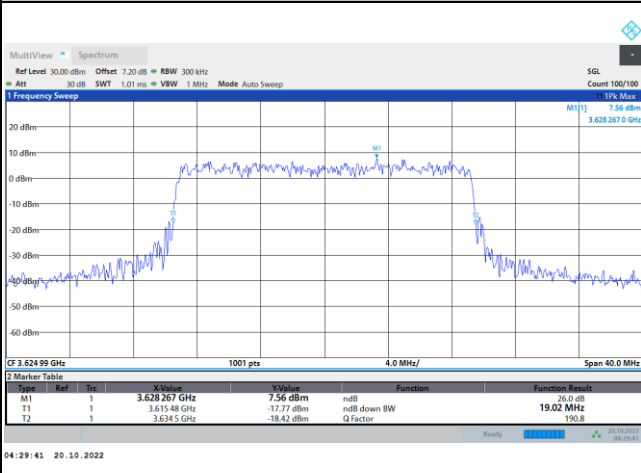 MultiView Spectrum
Ref Level 30.00 dBm Offset 7.20 dB RBW 300 kHz SGL
Att 30 dB SWT 1.01 ms VBW 1 MHz Mode Auto Sweep Count 100/100
1 Frequency Sweep 1Pk Max
M1[1] 7.56 dBm
3.628 267 0 GHz
20 dBm
M1
10 dBm
0 dBm
-10 dBm
T1 T2
-20 dBm
-30 dBm
-40 dBm
-50 dBm
-60 dBm
CF 3.624 99 GHz 1001 pts 4.0 MHz/ Span 40.0 MHz
2 Marker Table
Type Ref Trc X-Value Y-Value Function Function Result
M1 1 3.628 267 GHz 7.56 dBm ndB 26.0 dB
T1 1 3.615 48 GHz -17.77 dBm ndB down BW 19.02 MHz
T2 1 3.634 5 GHz -18.42 dBm Q Factor 190.8
Ready 20.10.2022
04:29:41
04:29:41 20.10.2022